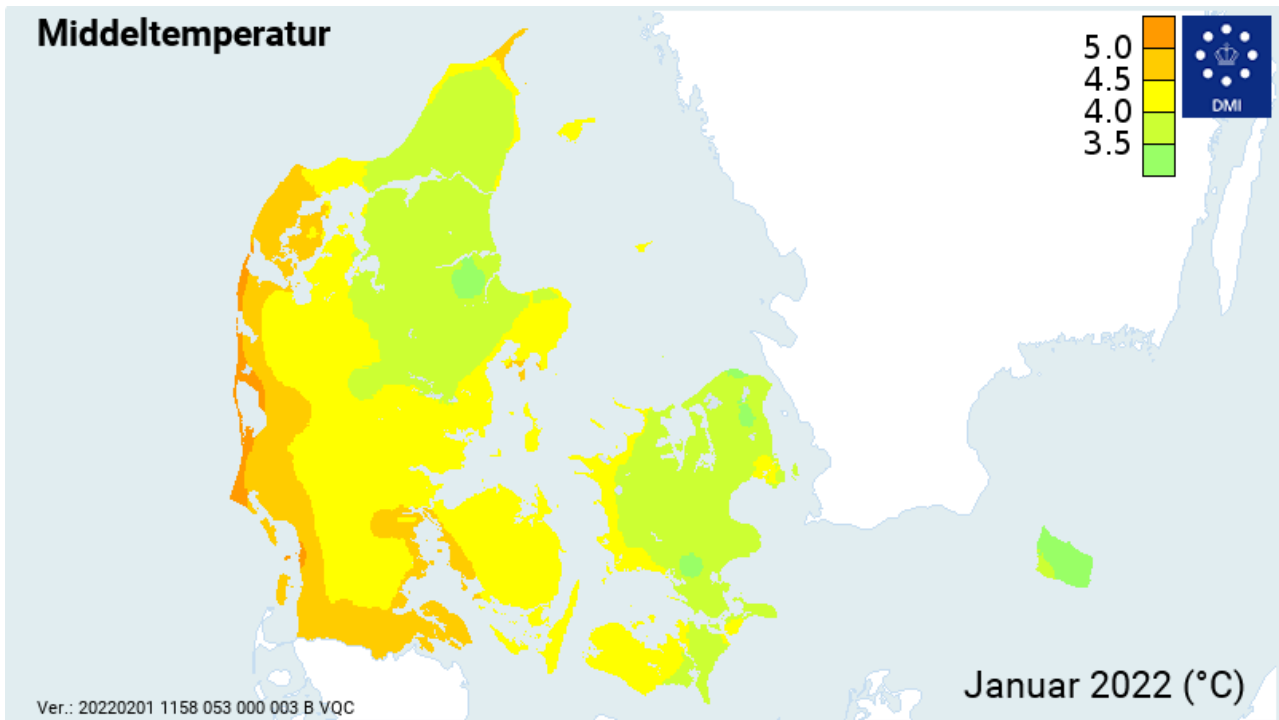 Middeltemperatur
5.0
4.5
4.0
3.5
DMI
Januar 2022 (°C)
Ver.: 20220201 1158 053 000 003 B VQC